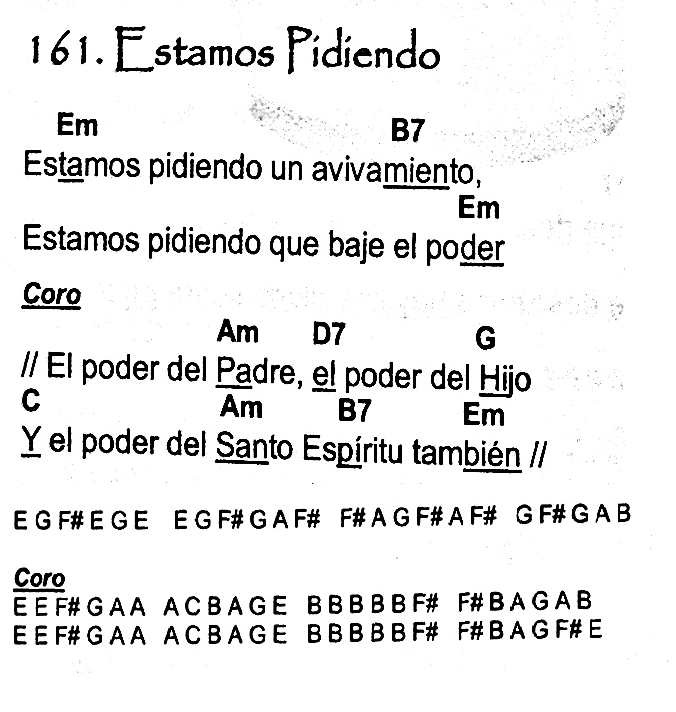 161. Estamos Pidiendo
Em B7
Estamos pidiendo un avivamiento,
Em
Estamos pidiendo que baje el poder
Coro
Am D7 G
// El poder del Padre, el poder del Hijo
C Am B7 Em
Y el poder del Santo Espíritu también //
E G F# E G E E G F# G A F# F# A G F# A F# G F# G A B
Coro
E E F# G A A A C B A G E B B B B B F# F# B A G A B
E E F# G A A A C B A G E B B B B B F# F# B A G F# E